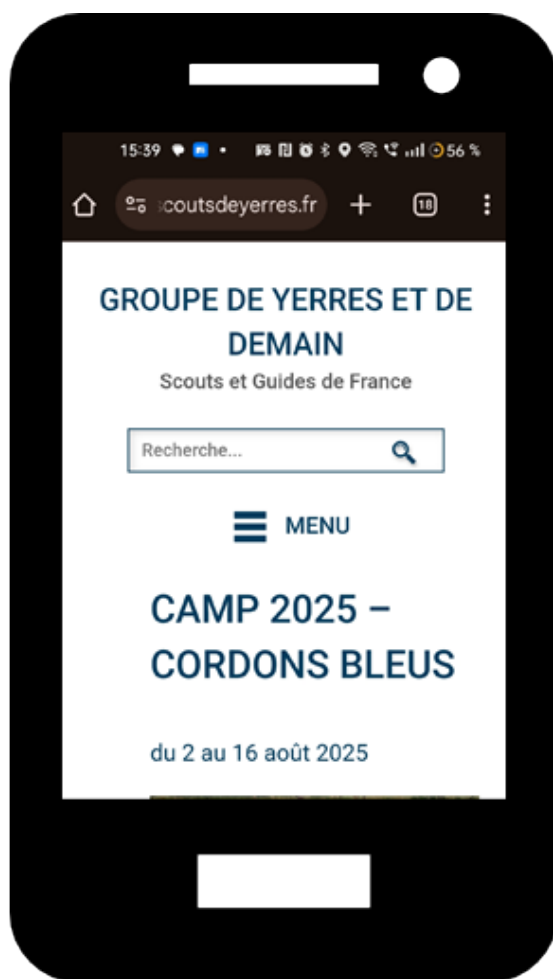 15:39 56 %
coutsdeyerres.fr 18
GROUPE DE YERRES ET DE
DEMAIN
Scouts et Guides de France
Recherche...
MENU
CAMP 2025 –
CORDONS BLEUS
du 2 au 16 août 2025